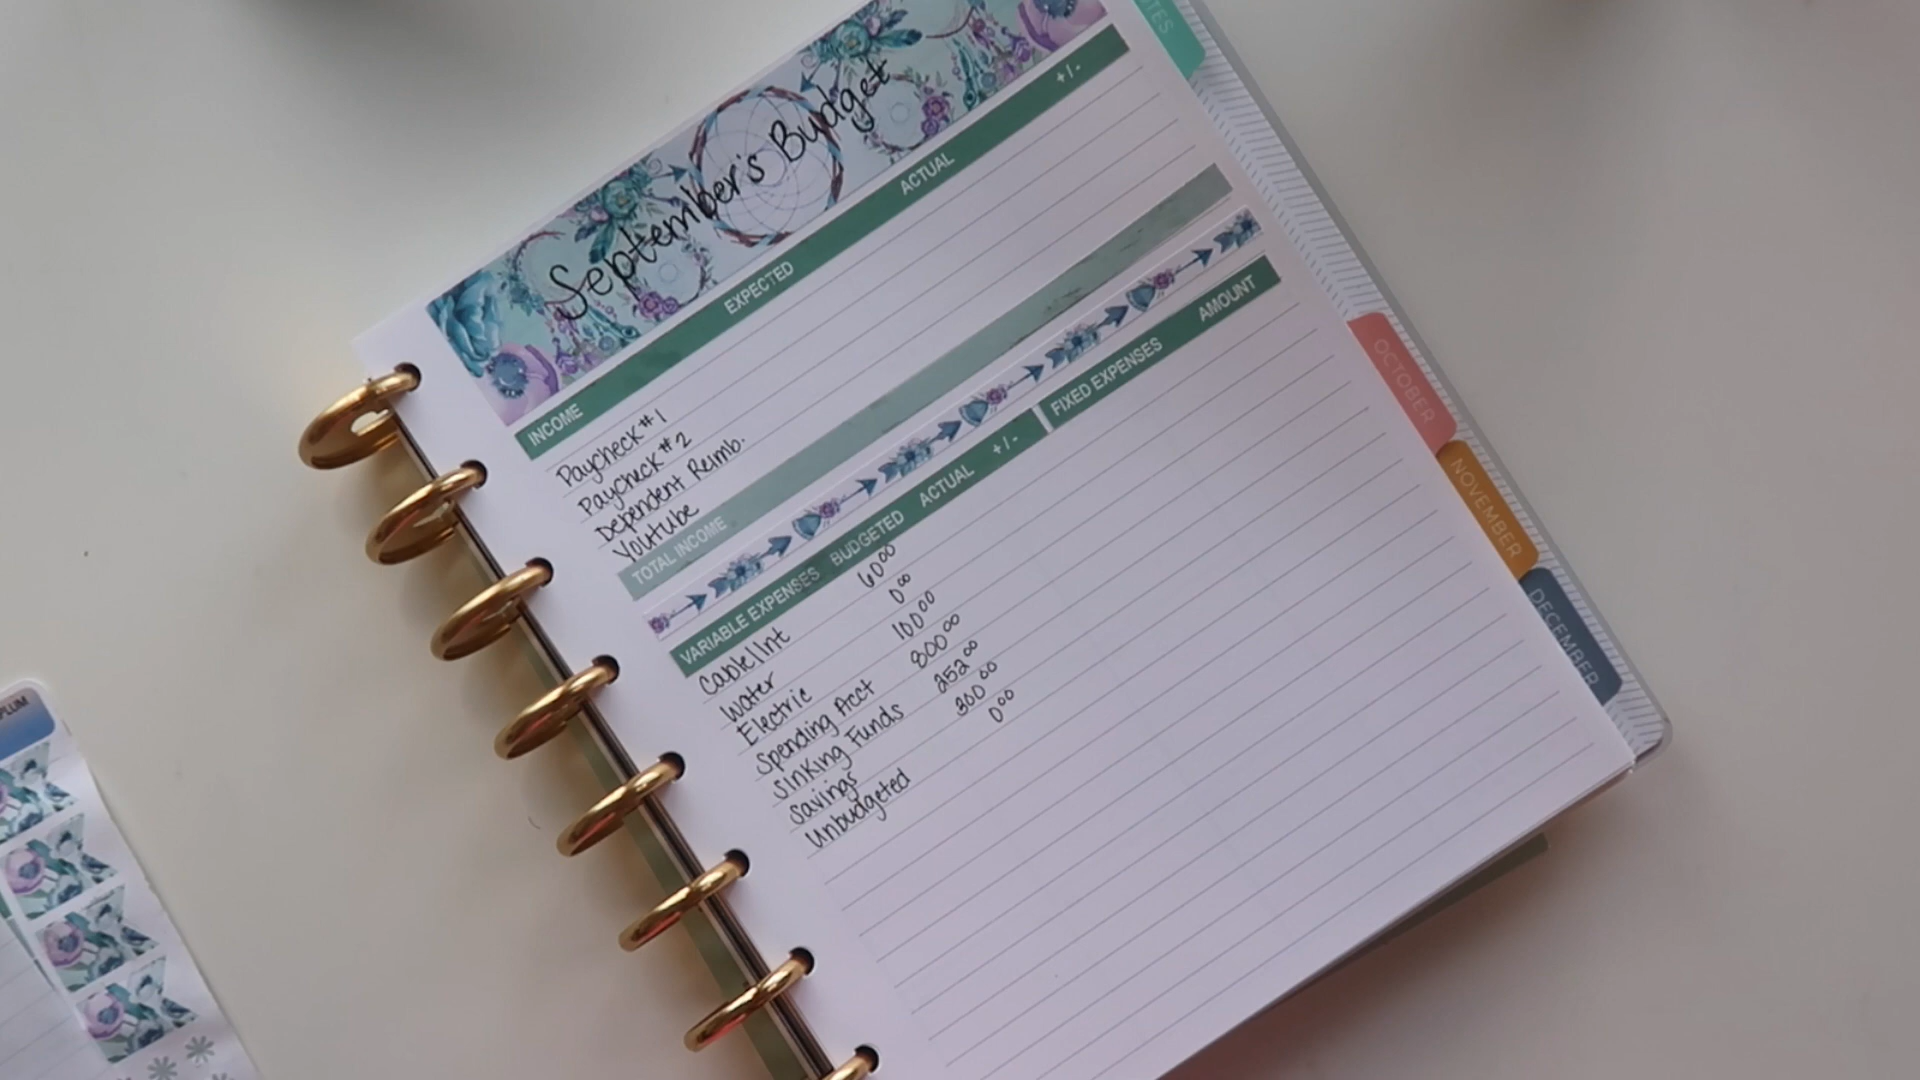 September's Budget
INCOME EXPECTED ACTUAL +/-
Paycheck #1
Paycheck #2
Dependent Reimb.
Youtube
TOTAL INCOME
VARIABLE EXPENSES BUDGETED ACTUAL +/- FIXED EXPENSES AMOUNT
Cable/Int 60 00
Water 0 00
Electric 100 00
Spending Acct 800 00
Sinking Funds 252 00
Savings 300 00
Unbudgeted 0 00
OCTOBER
NOVEMBER
DECEMBER
PLUM